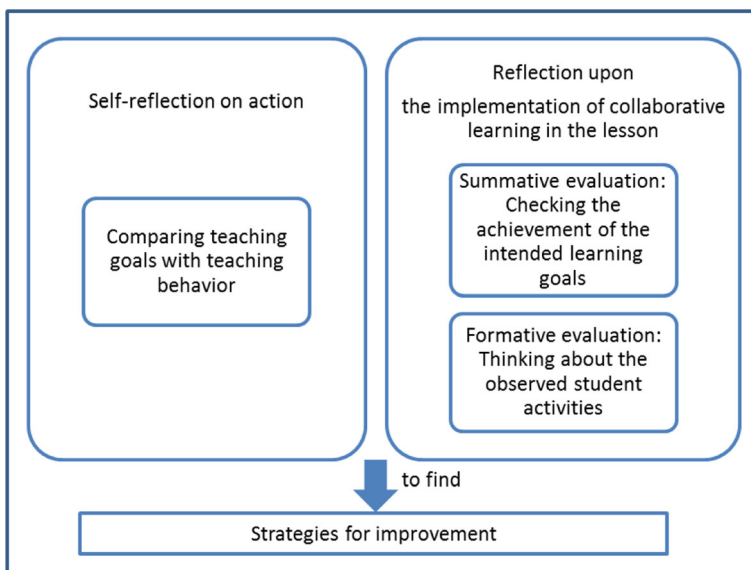 Self-reflection on action
Comparing teaching
goals with teaching
behavior
Reflection upon
the implementation of collaborative
learning in the lesson
Summative evaluation:
Checking the
achievement of the
intended learning
goals
Formative evaluation:
Thinking about the
observed student
activities
to find
Strategies for improvement